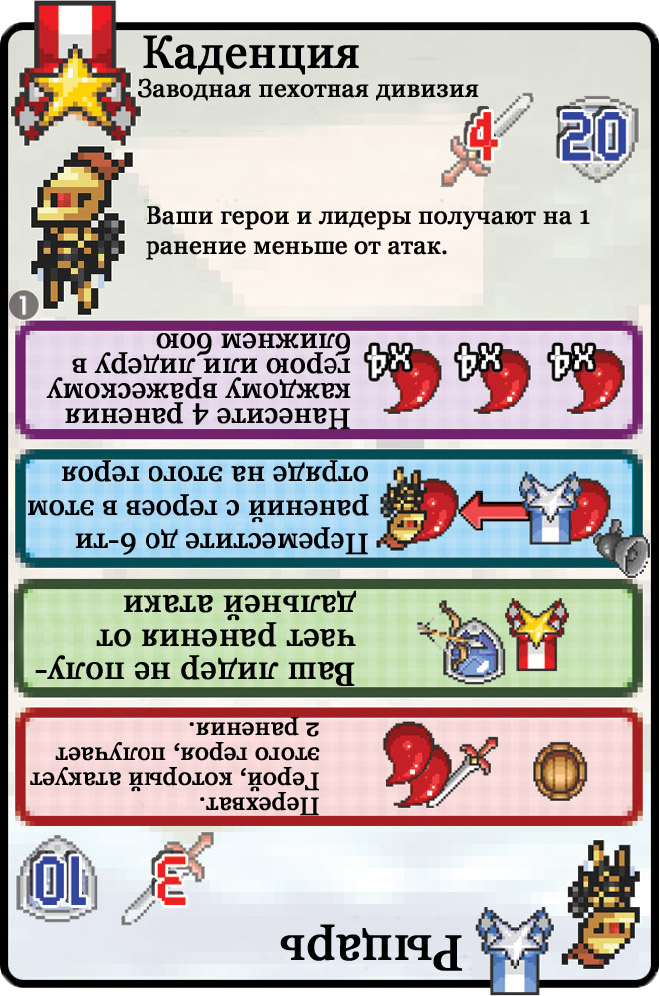 Каденция
Заводная пехотная дивизия
4 20
Ваши герои и лидеры получают на 1
ранение меньше от атак.
1
Рыцарь
3 10
Перехват.
Герой, который атакует
этого героя, получает
2 ранения.
Ваш лидер не полу-
чает ранения от
дальней атаки
Переместите до 6-ти
ранений с героев в этом
отряде на этого героя
x4 x4 x4
Нанесите 4 ранения
каждому вражескому
герою или лидеру в
ближнем бою